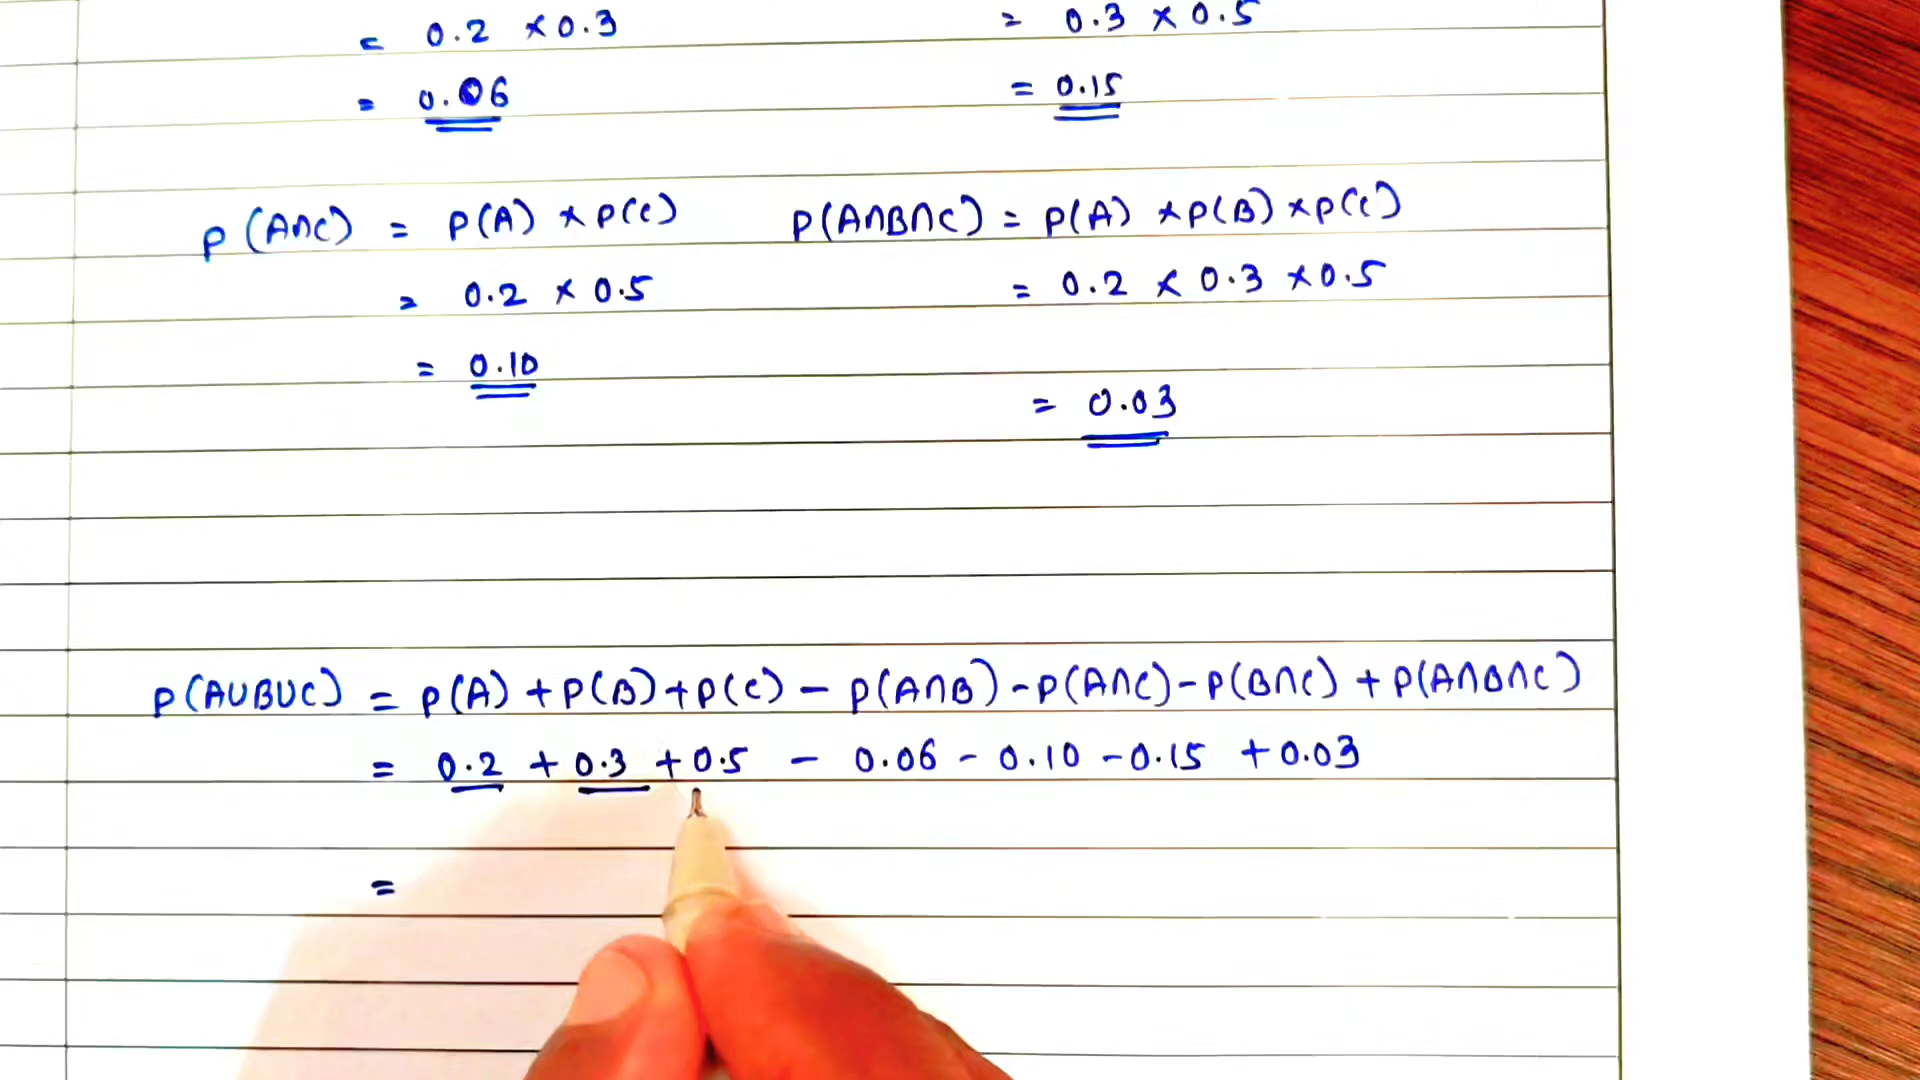 = 0.2 × 0.3
= 0.3 × 0.5
= 0.06
= 0.15
P(A∩C) = P(A) × P(C)
P(A∩B∩C) = P(A) × P(B) × P(C)
= 0.2 × 0.5
= 0.2 × 0.3 × 0.5
= 0.10
= 0.03
P(A∪B∪C) = P(A) + P(B) + P(C) - P(A∩B) - P(A∩C) - P(B∩C) + P(A∩B∩C)
= 0.2 + 0.3 + 0.5 - 0.06 - 0.10 - 0.15 + 0.03
=